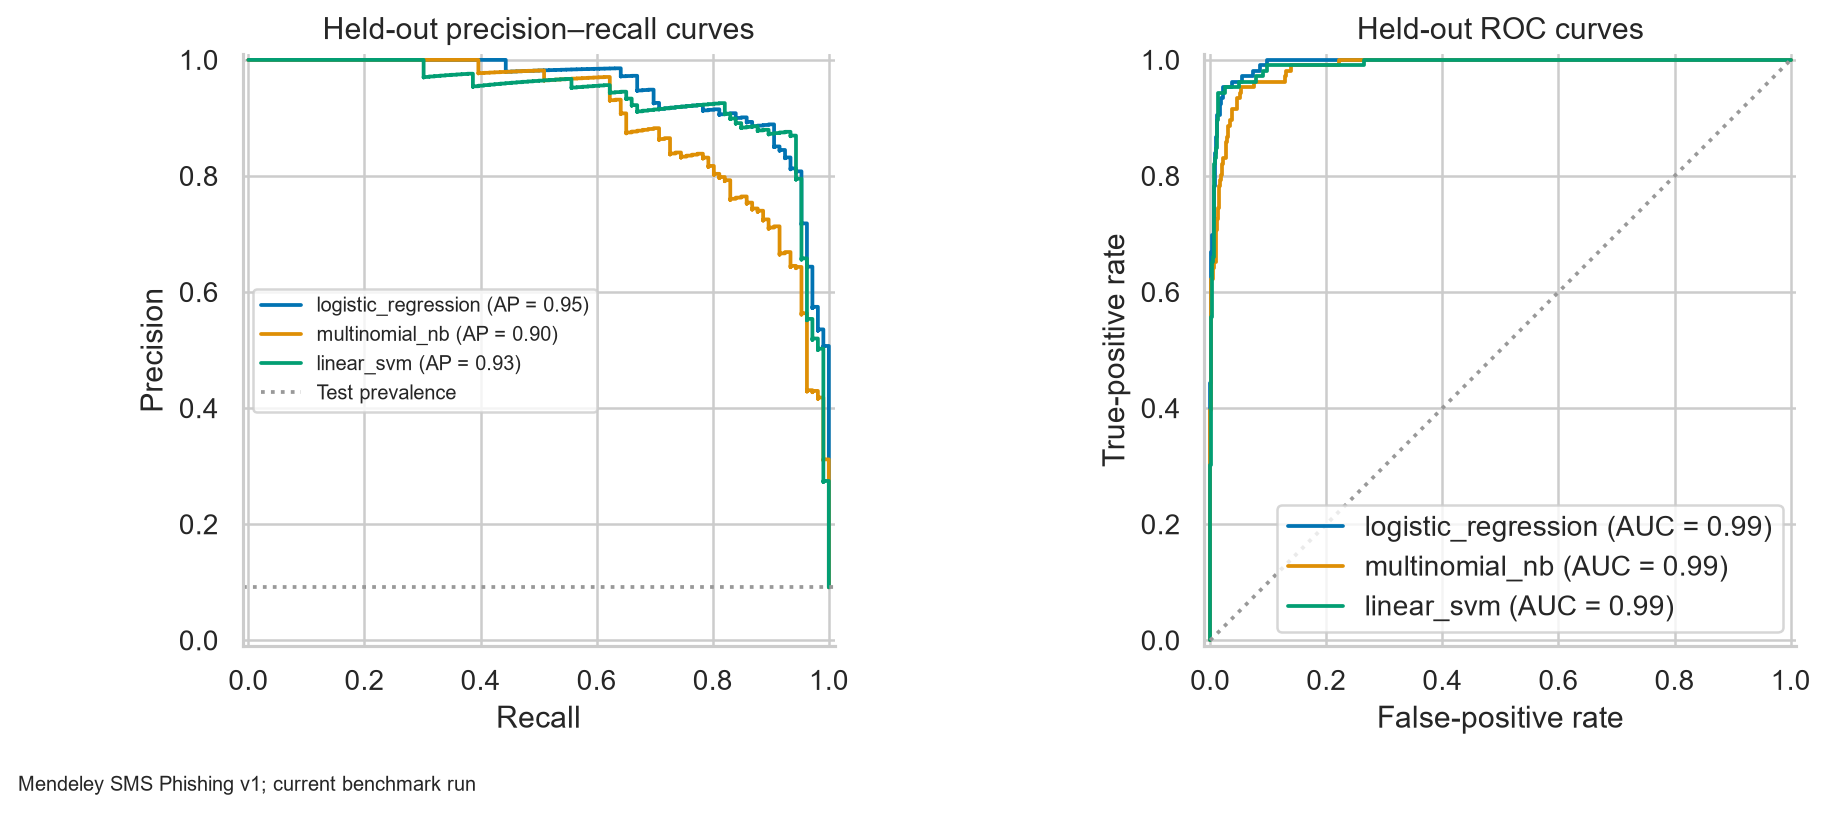 Held-out precision–recall curves
1.0
0.8
0.6
0.4
0.2
0.0
Precision
logistic_regression (AP = 0.95)
multinomial_nb (AP = 0.90)
linear_svm (AP = 0.93)
Test prevalence
0.0 0.2 0.4 0.6 0.8 1.0
Recall
Held-out ROC curves
1.0
0.8
0.6
0.4
0.2
0.0
True-positive rate
logistic_regression (AUC = 0.99)
multinomial_nb (AUC = 0.99)
linear_svm (AUC = 0.99)
0.0 0.2 0.4 0.6 0.8 1.0
False-positive rate
Mendeley SMS Phishing v1; current benchmark run